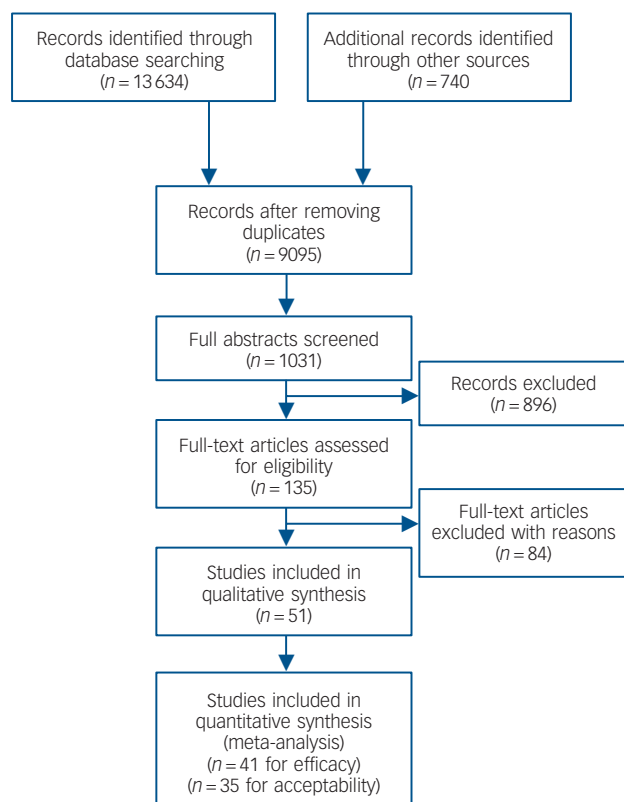 Records identified through
database searching
(n = 13 634)
Additional records identified
through other sources
(n = 740
Records after removing
duplicates
(n = 9095)
Full abstracts screened
(n = 1031)
Records excluded
(n = 896)
Full-text articles assessed
for eligibility
(n = 135)
Full-text articles
excluded with reasons
(n = 84)
Studies included in
qualitative synthesis
(n = 51)
Studies included in
quantitative synthesis
(meta-analysis)
(n = 41 for efficacy)
(n = 35 for acceptability)